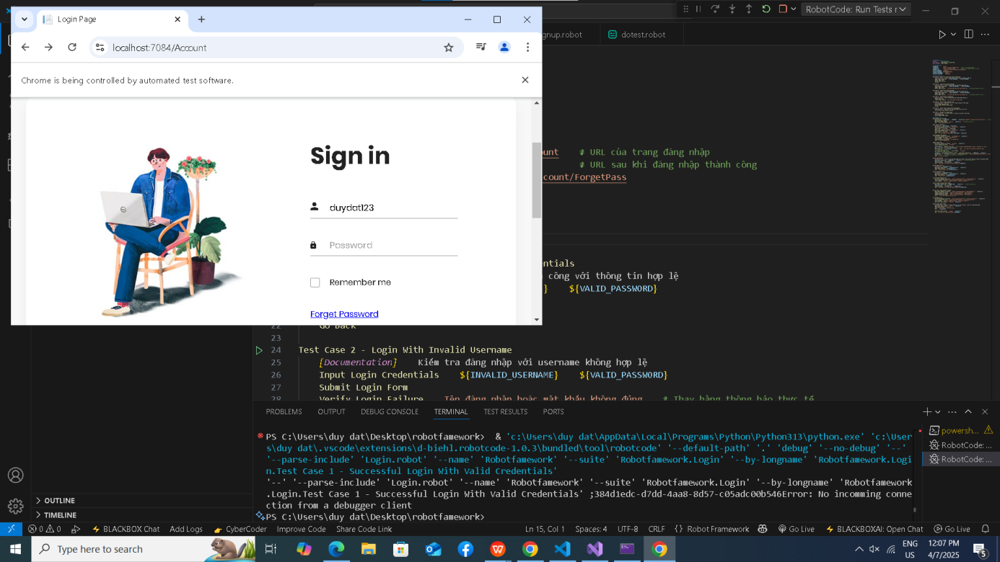 Login Page
localhost:7084/Account
Chrome is being controlled by automated test software.
Sign in
duydat123
Password
Remember me
Forget Password
RobotCode: Run Tests
gnup.robot
dotest.robot
unt # URL của trang đăng nhập
# URL sau khi đăng nhập thành công
count/ForgetPass
ntials
công với thông tin hợp lệ
} ${VALID_PASSWORD}
22 Go Back
23
24 Test Case 2 - Login With Invalid Username
25 [Documentation] Kiểm tra đăng nhập với username không hợp lệ
26 Input Login Credentials ${INVALID_USERNAME} ${VALID_PASSWORD}
27 Submit Login Form
28 Verify Login Failure Tên đăng nhập hoặc mật khẩu không đúng # Thay bằng thông báo thực tế
PROBLEMS OUTPUT DEBUG CONSOLE TERMINAL TEST RESULTS PORTS
PS C:\Users\duy dat\Desktop\robotfamework> & 'c:\Users\duy dat\AppData\Local\Programs\Python\Python313\python.exe' 'c:\User
s\duy dat\.vscode\extensions\d-biehl.robotcode-1.0.3\bundled\tool\robotcode' '--default-path' '.' 'debug' '--no-debug' '--'
'--parse-include' 'Login.robot' '--name' 'Robotfamework' '--suite' 'Robotfamework.Login' '--by-longname' 'Robotfamework.Logi
n.Test Case 1 - Successful Login With Valid Credentials'
'--' '--parse-include' 'Login.robot' '--name' 'Robotfamework' '--suite' 'Robotfamework.Login' '--by-longname' 'Robotfamework
.Login.Test Case 1 - Successful Login With Valid Credentials' ;384d1edc-d7dd-4aa8-8d57-c05adc00b546Error: No incomming conne
ction from a debugger client
PS C:\Users\duy dat\Desktop\robotfamework>
powersh...
RobotCode: ...
RobotCode: ...
OUTLINE
TIMELINE
0 0 BLACKBOX Chat Add Logs CyberCoder Improve Code Share Code Link Ln 15, Col 1 Spaces: 4 UTF-8 CRLF {} Robot Framework Go Live BLACKBOXAI: Open Chat Go Live
Type here to search
ENG
US
12:07 PM
4/7/2025
5